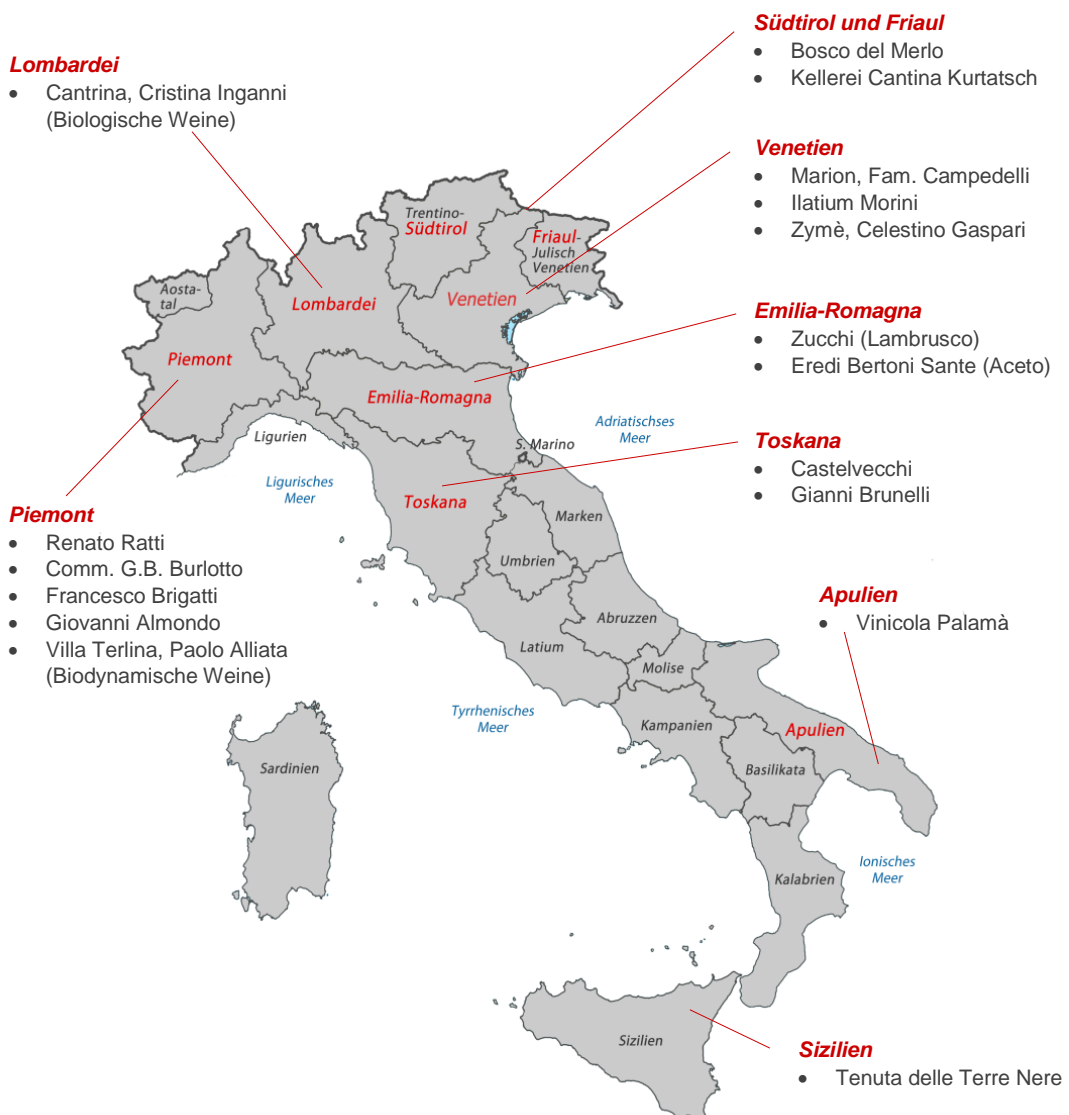 Südtirol und Friaul
• Bosco del Merlo
• Kellerei Cantina Kurtatsch
Lombardei
• Cantrina, Cristina Inganni
(Biologische Weine)
Venetien
• Marion, Fam. Campedelli
• Ilatium Morini
• Zymè, Celestino Gaspari
Emilia-Romagna
• Zucchi (Lambrusco)
• Eredi Bertoni Sante (Aceto)
Toskana
• Castelvecchi
• Gianni Brunelli
Piemont
• Renato Ratti
• Comm. G.B. Burlotto
• Francesco Brigatti
• Giovanni Almondo
• Villa Terlina, Paolo Alliata
(Biodynamische Weine)
Apulien
• Vinicola Palamà
Sizilien
• Tenuta delle Terre Nere
Trentino-
Südtirol
Friaul-
Julisch
Venetien
Aosta-
tal
Lombardei
Venetien
Piemont
Emilia-Romagna
Ligurien
S. Marino
Adriatisches
Meer
Ligurisches
Meer
Toskana
Marken
Umbrien
Abruzzen
Latium
Molise
Tyrrhenisches
Meer
Kampanien
Apulien
Basilikata
Sardinien
Ionisches
Meer
Kalabrien
Sizilien